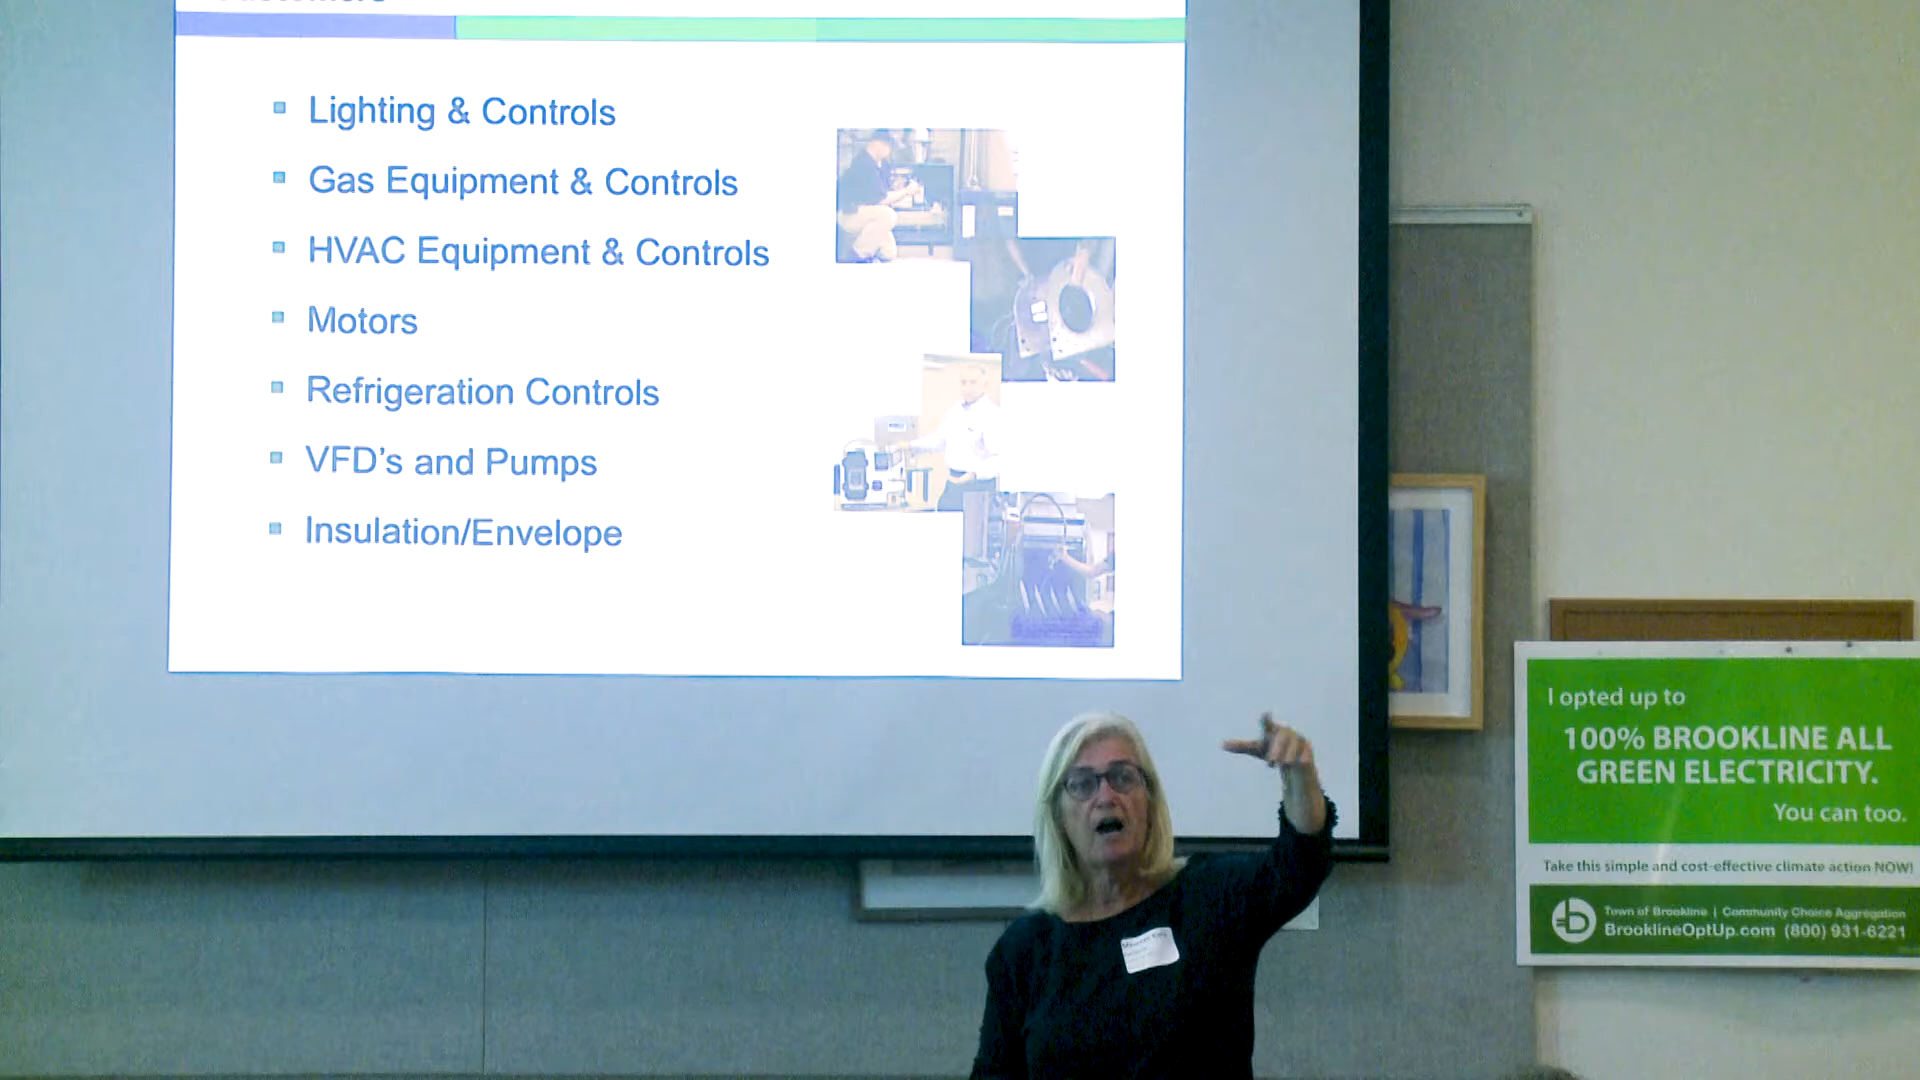 Lighting & Controls
Gas Equipment & Controls
HVAC Equipment & Controls
Motors
Refrigeration Controls
VFD’s and Pumps
Insulation/Envelope
I opted up to
100% BROOKLINE ALL
GREEN ELECTRICITY.
You can too.
Take this simple and cost-effective climate action NOW!
Town of Brookline | Community Choice Aggregation
BrooklineOptUp.com (800) 931-6221